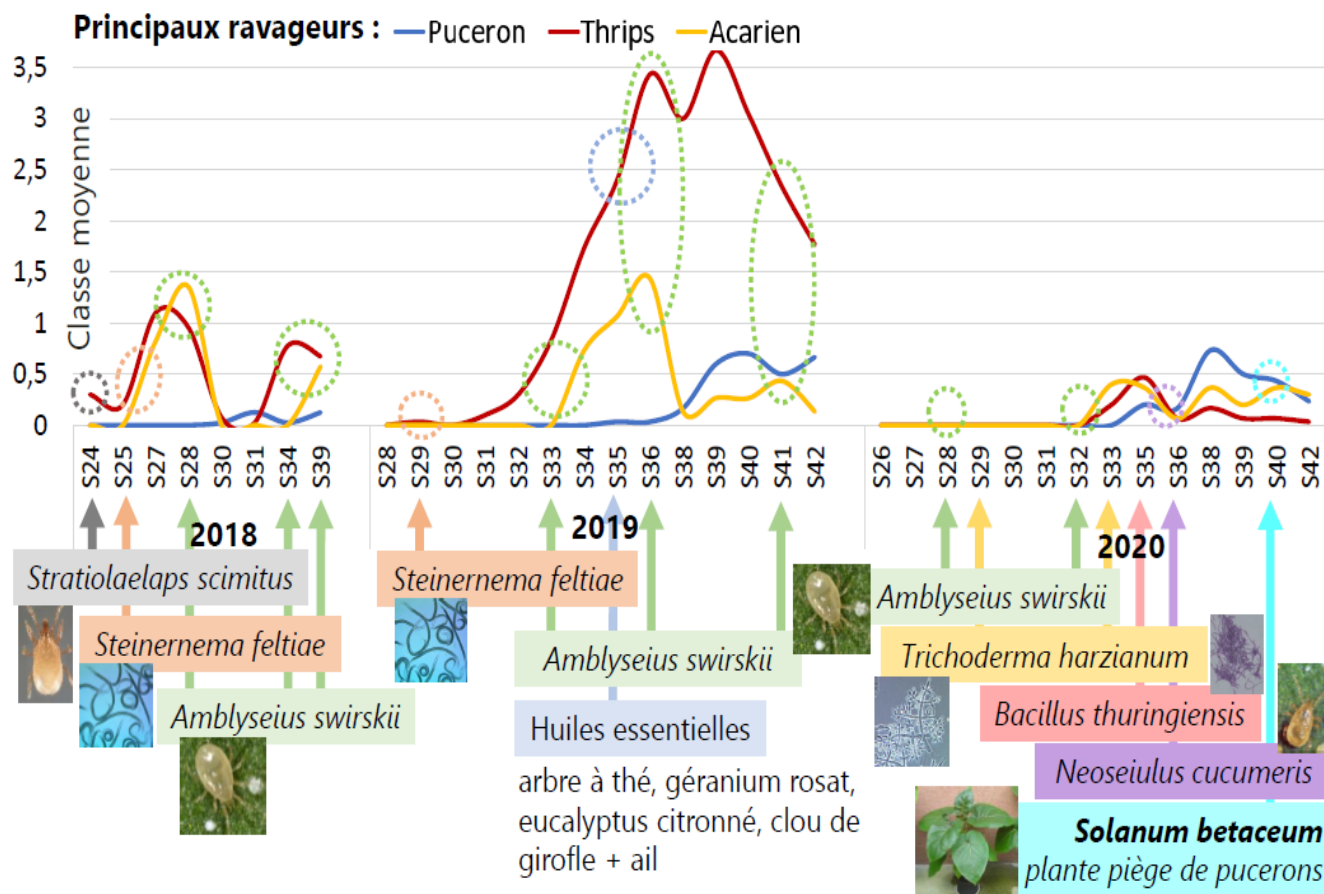 Principaux ravageurs : Puceron Thrips Acarien
Classe moyenne
3,5
3
2,5
2
1,5
1
0,5
0
S24 S25 S27 S28 S30 S31 S34 S39
S28 S29 S30 S31 S32 S33 S34 S35 S36 S38 S39 S40 S41 S42
S26 S27 S28 S29 S30 S31 S32 S33 S35 S36 S38 S39 S40 S42
2018
2019
2020
Stratiolaelaps scimitus
Steinernema feltiae
Amblyseius swirskii
Steinernema feltiae
Amblyseius swirskii
Huiles essentielles
arbre à thé, géranium rosat,
eucalyptus citronné, clou de
girofle + ail
Amblyseius swirskii
Trichoderma harzianum
Bacillus thuringiensis
Neoseiulus cucumeris
Solanum betaceum
plante piège de pucerons